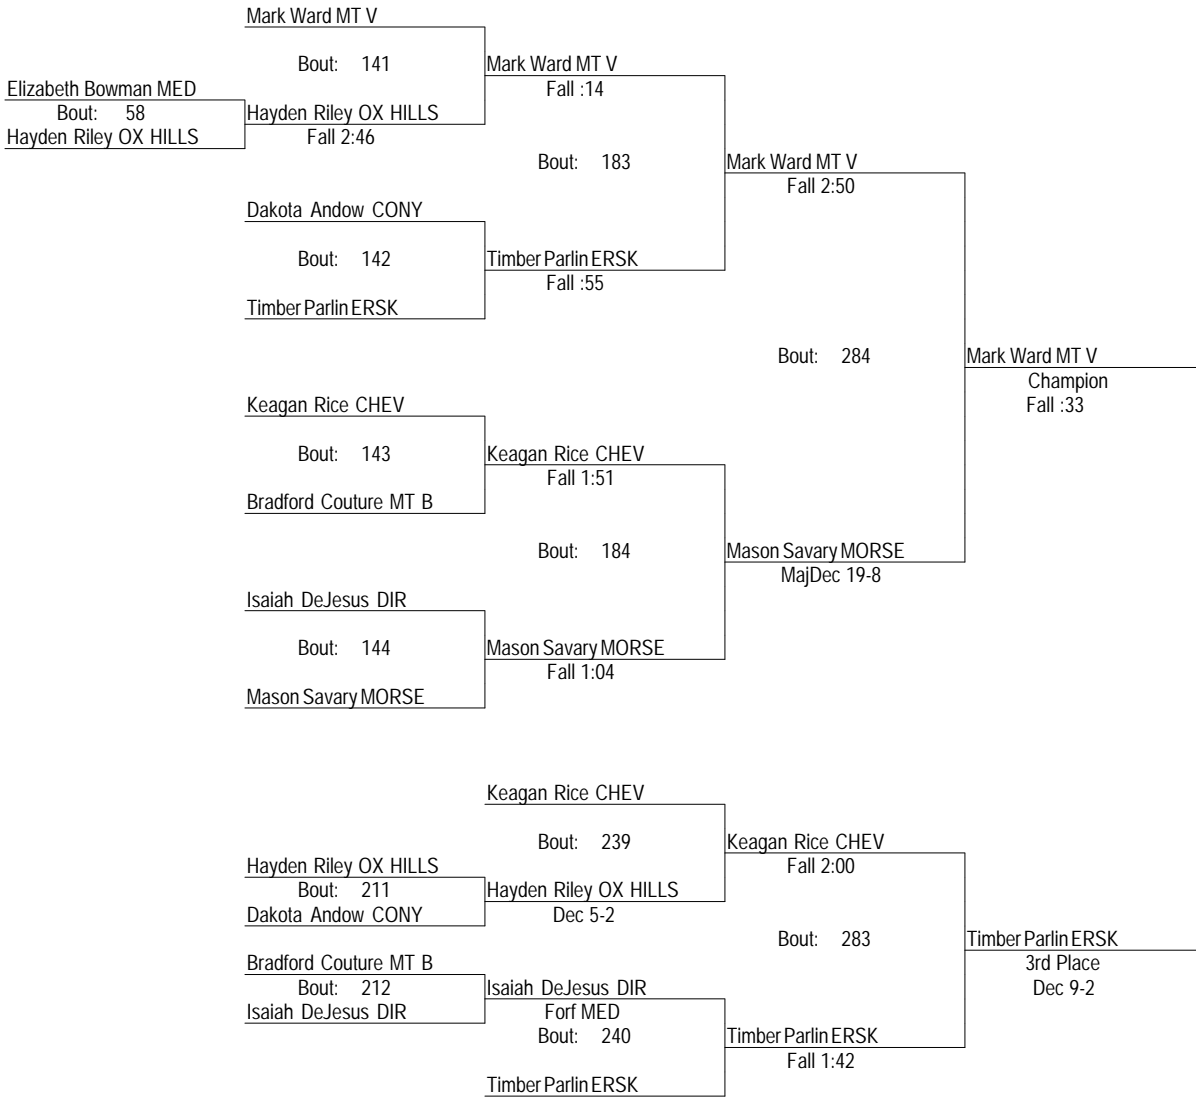 Mark Ward MT V
Bout: 141
Mark Ward MT V
Elizabeth Bowman MED
Fall :14
Bout: 58
Hayden Riley OX HILLS
Hayden Riley OX HILLS
Fall 2:46
Bout: 183
Mark Ward MT V
Fall 2:50
Dakota Andow CONY
Bout: 142
Timber Parlin ERSK
Fall :55
Timber Parlin ERSK
Bout: 284
Mark Ward MT V
Champion
Fall :33
Keagan Rice CHEV
Bout: 143
Keagan Rice CHEV
Fall 1:51
Bradford Couture MT B
Bout: 184
Mason Savary MORSE
MajDec 19-8
Isaiah DeJesus DIR
Bout: 144
Mason Savary MORSE
Fall 1:04
Mason Savary MORSE
Keagan Rice CHEV
Bout: 239
Keagan Rice CHEV
Fall 2:00
Hayden Riley OX HILLS
Bout: 211
Hayden Riley OX HILLS
Dakota Andow CONY
Dec 5-2
Bout: 283
Timber Parlin ERSK
3rd Place
Dec 9-2
Bradford Couture MT B
Bout: 212
Isaiah DeJesus DIR
Isaiah DeJesus DIR
Forf MED
Bout: 240
Timber Parlin ERSK
Fall 1:42
Timber Parlin ERSK